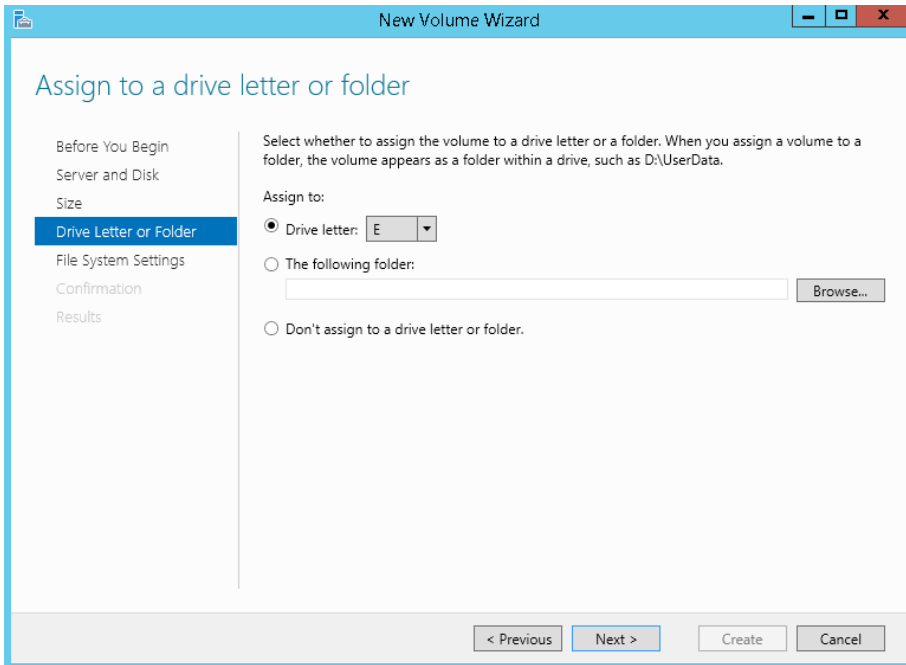 New Volume Wizard
Assign to a drive letter or folder
Before You Begin
Server and Disk
Size
Drive Letter or Folder
File System Settings
Confirmation
Results
Select whether to assign the volume to a drive letter or a folder. When you assign a volume to a
folder, the volume appears as a folder within a drive, such as D:\UserData.
Assign to:
Drive letter: E
The following folder:
Browse...
Don't assign to a drive letter or folder.
< Previous Next > Create Cancel